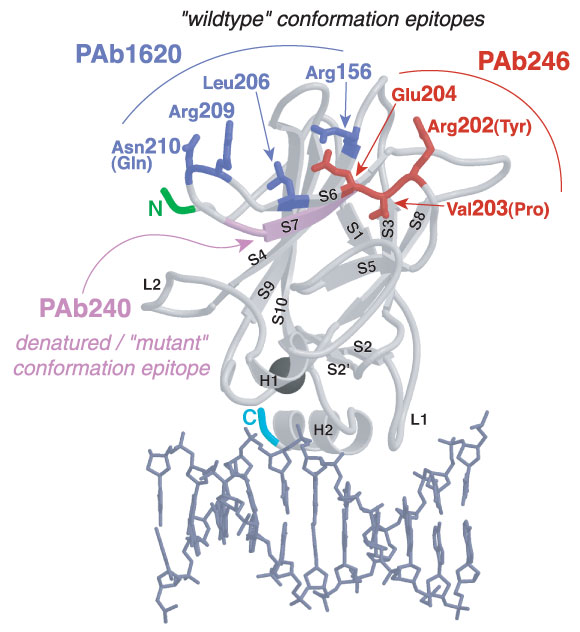 "wildtype" conformation epitopes
PAb1620
PAb246
Leu206
Arg156
Glu204
Arg209
Arg202(Tyr)
Asn210
(Gln)
N
Val203(Pro)
S6
S7
S1
S3
S8
S4
S5
L2
S9
S10
PAb240
denatured / "mutant"
conformation epitope
S2
S2'
H1
C
H2
L1